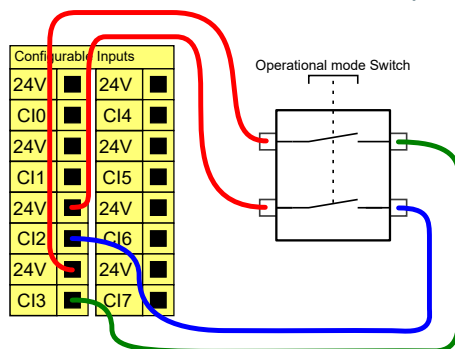 Configurable Inputs
24V 24V
CI0 CI4
24V 24V
CI1 CI5
24V 24V
CI2 CI6
24V 24V
CI3 CI7
Operational mode Switch